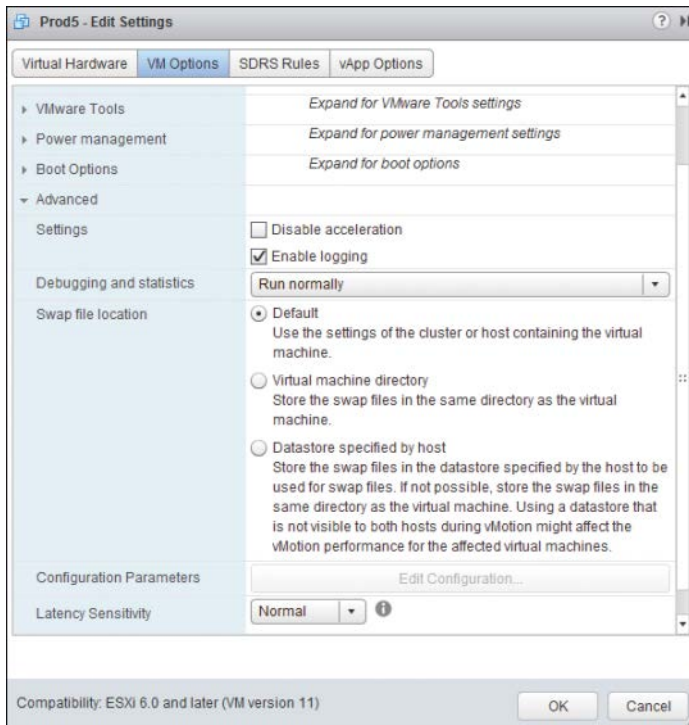 Prod5 - Edit Settings
?
Virtual Hardware VM Options SDRS Rules vApp Options
VMware Tools Expand for VMware Tools settings
Power management Expand for power management settings
Boot Options Expand for boot options
Advanced
Settings Disable acceleration
Enable logging
Debugging and statistics Run normally
Swap file location Default
Use the settings of the cluster or host containing the virtual
machine.
Virtual machine directory
Store the swap files in the same directory as the virtual
machine.
Datastore specified by host
Store the swap files in the datastore specified by the host to be
used for swap files. If not possible, store the swap files in the
same directory as the virtual machine. Using a datastore that
is not visible to both hosts during vMotion might affect the
vMotion performance for the affected virtual machines.
Configuration Parameters Edit Configuration...
Latency Sensitivity Normal
Compatibility: ESXi 6.0 and later (VM version 11) OK Cancel